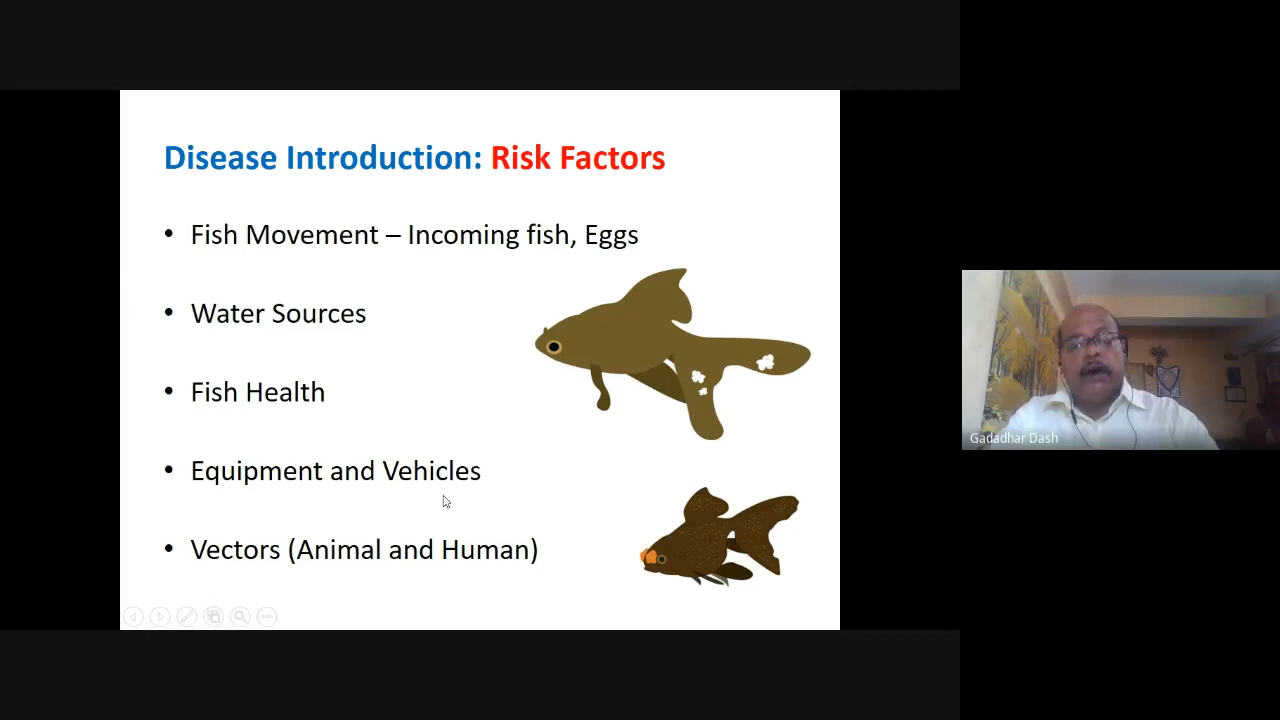 Disease Introduction: Risk Factors
• Fish Movement – Incoming fish, Eggs
• Water Sources
• Fish Health
• Equipment and Vehicles
• Vectors (Animal and Human)
Gadadhar Dash